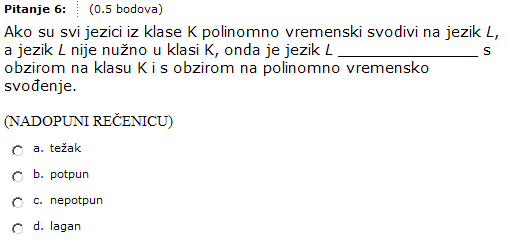 Pitanje 6: (0.5 bodova)
Ako su svi jezici iz klase K polinomno vremenski svodivi na jezik L,
a jezik L nije nužno u klasi K, onda je jezik L _________________ s
obzirom na klasu K i s obzirom na polinomno vremensko
svođenje.
(NADOPUNI REČENICU)
a. težak
b. potpun
c. nepotpun
d. lagan